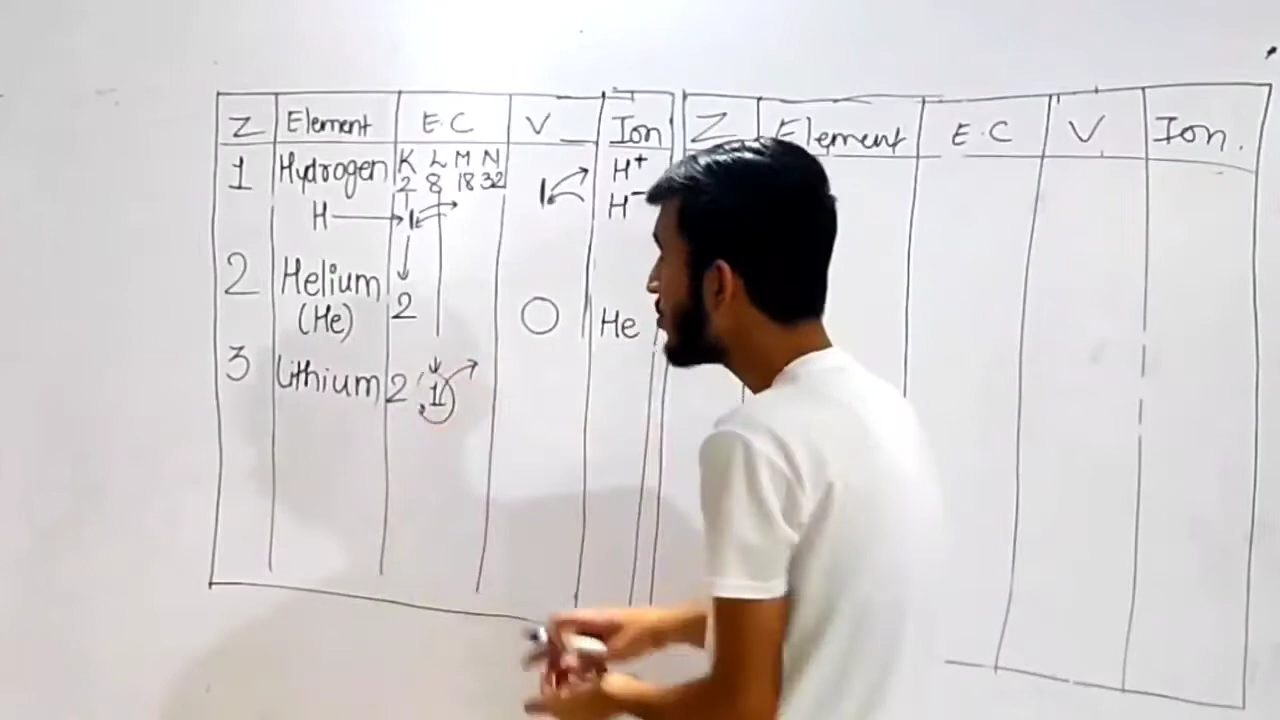 Z Element E.C V Ion
1 Hydrogen K L M N H+
2 8 18 32
H 1 1 H-
2 Helium
(He) 2 0 He
3 Lithium 2 1
Z Element E.C V Ion.